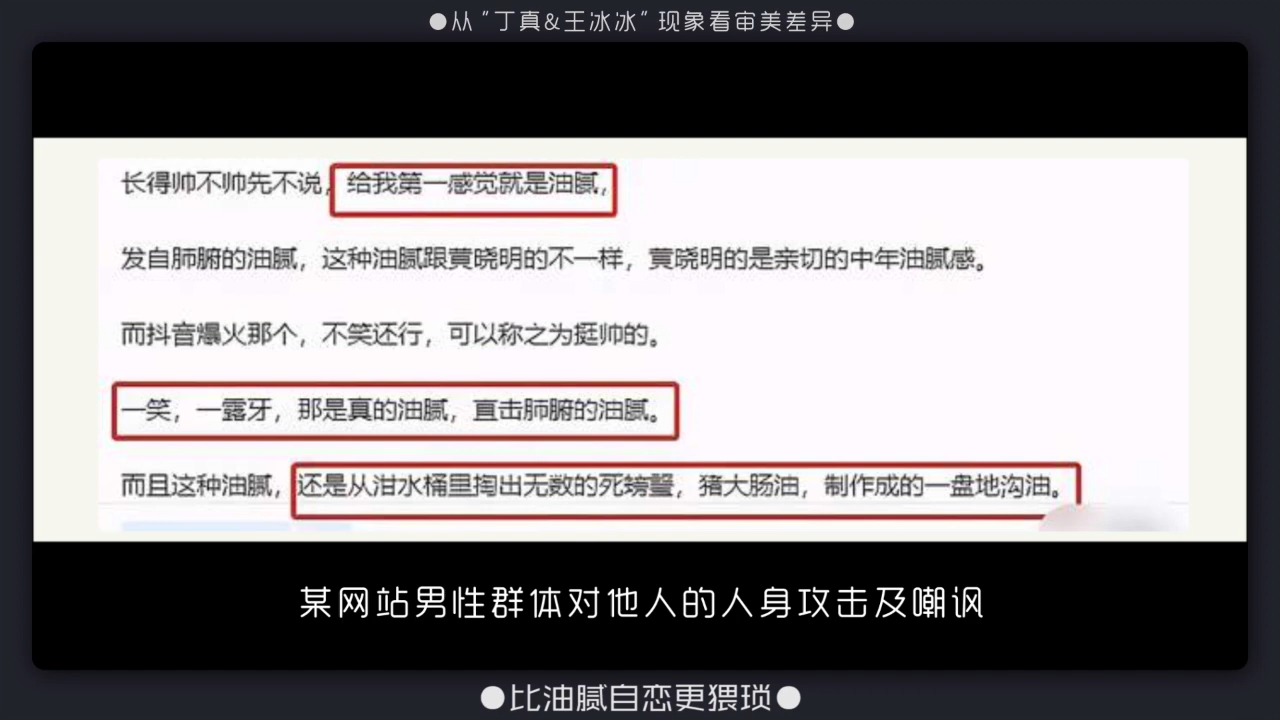 ●从“丁真&王冰冰”现象看审美差异●
长得帅不帅先不说，给我第一感觉就是油腻，
发自肺腑的油腻，这种油腻跟黄晓明的不一样，黄晓明的是亲切的中年油腻感。
而抖音爆火那个，不笑还行，可以称之为挺帅的。
一笑，一露牙，那是真的油腻，直击肺腑的油腻。
而且这种油腻，还是从泔水桶里掏出无数的死螃蟹，猪大肠油，制作成的一盘地沟油。
某网站男性群体对他人的人身攻击及嘲讽
●比油腻自恋更猥琐●